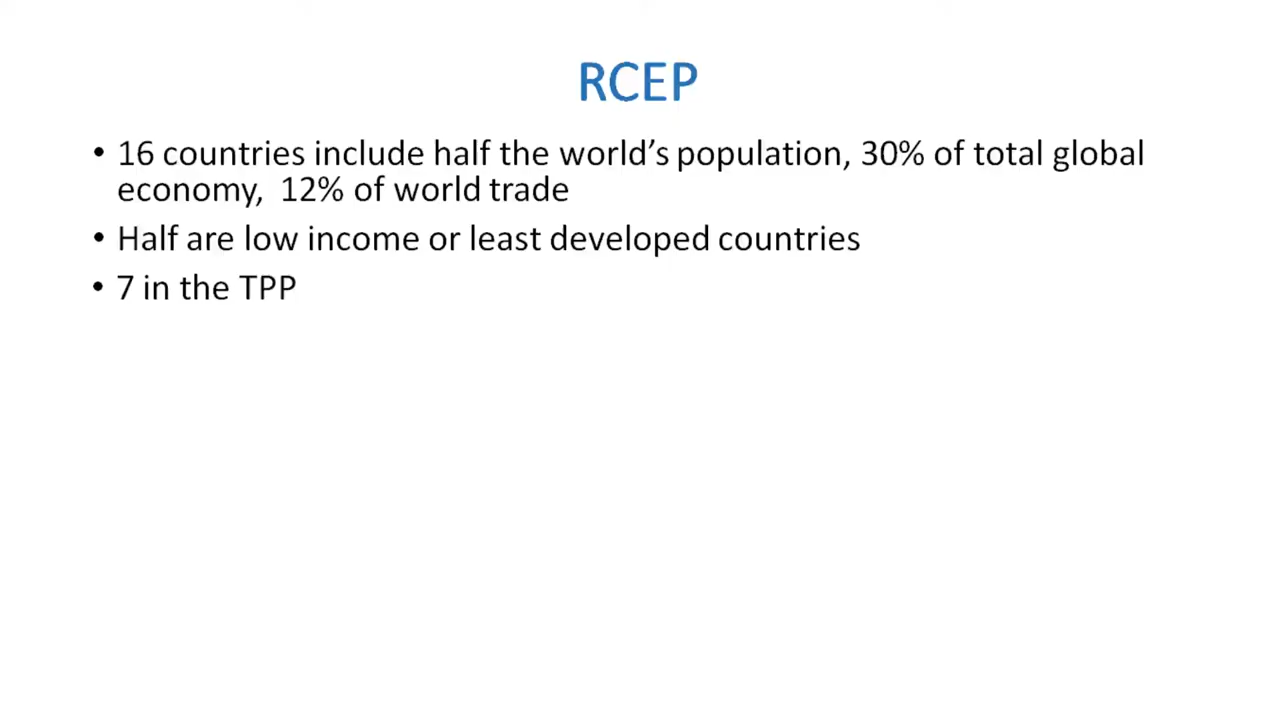 RCEP
• 16 countries include half the world’s population, 30% of total global
economy,  12% of world trade
• Half are low income or least developed countries
• 7 in the TPP